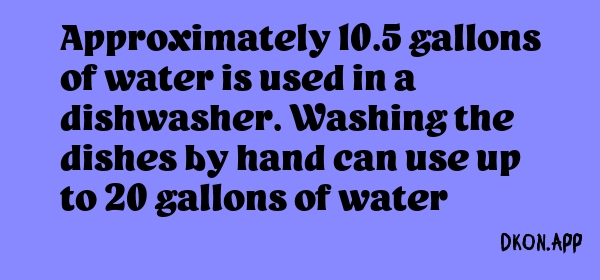 Approximately 10.5 gallons
of water is used in a
dishwasher. Washing the
dishes by hand can use up
to 20 gallons of water
DKON.APP